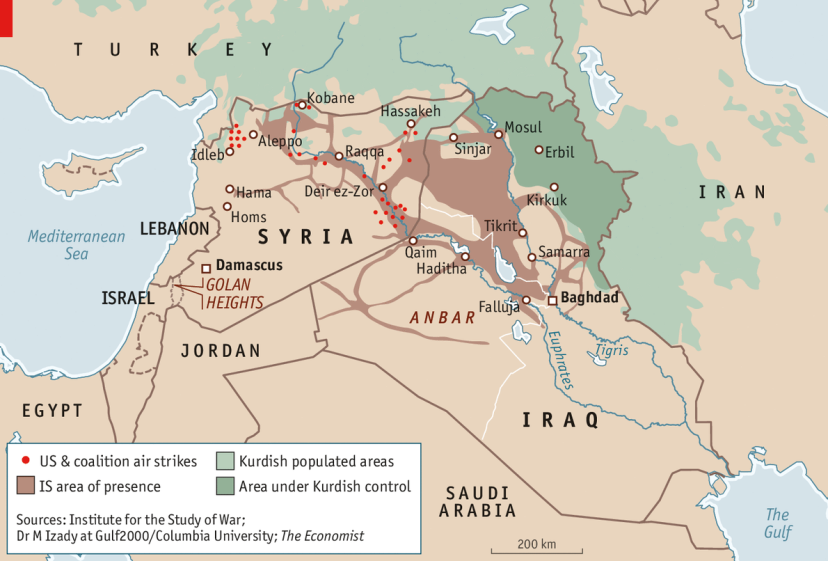 TURKEY
Kobane
Hassakeh
Mosul
Aleppo
Idleb
Raqqa
Sinjar
Erbil
Deir ez-Zor
Hama
Kirkuk
IRAN
Homs
LEBANON
SYRIA
Tikrit
Mediterranean
Sea
Qaim
Samarra
Haditha
Damascus
GOLAN
HEIGHTS
ISRAEL
Baghdad
Falluja
ANBAR
JORDAN
Euphrates
Tigris
EGYPT
IRAQ
US & coalition air strikes
Kurdish populated areas
IS area of presence
Area under Kurdish control
Sources: Institute for the Study of War;
Dr M Izady at Gulf2000/Columbia University; The Economist
SAUDI
ARABIA
The
Gulf
200 km